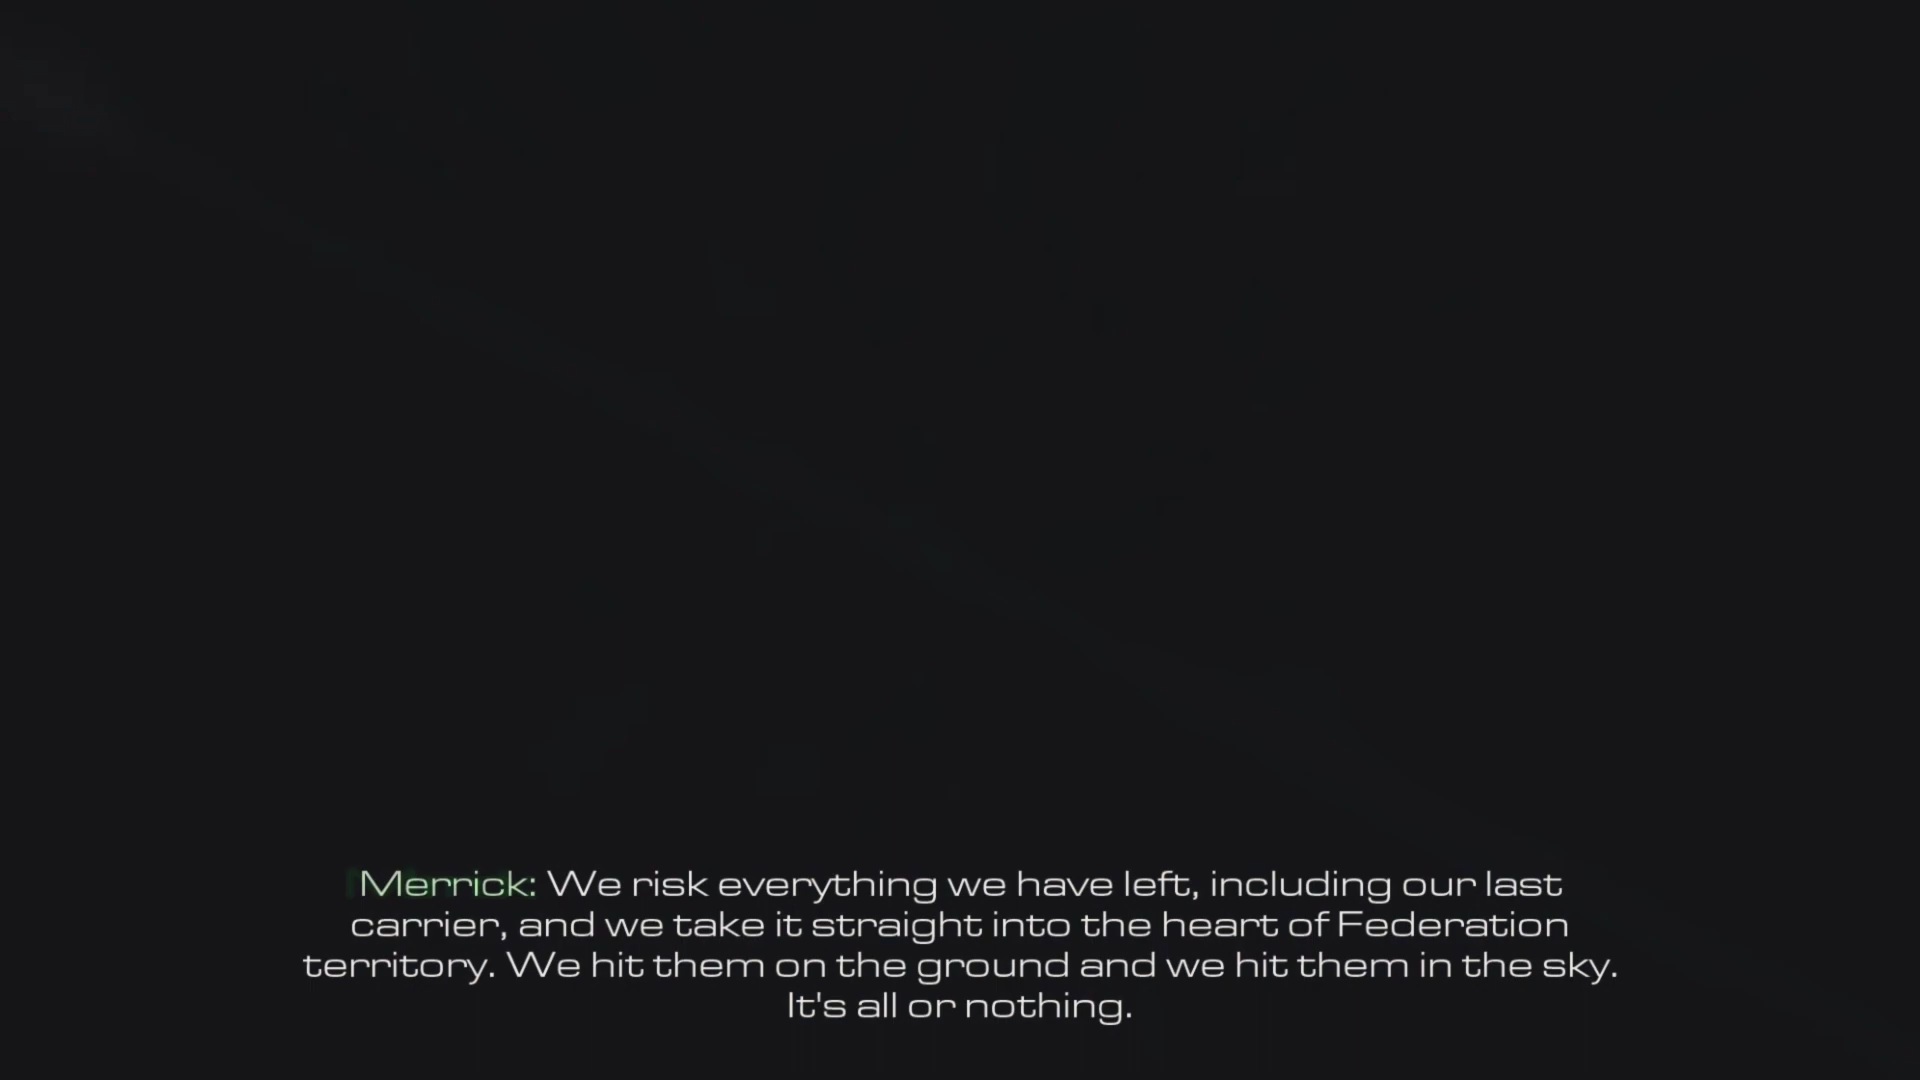 Merrick: We risk everything we have left, including our last
carrier, and we take it straight into the heart of Federation
territory. We hit them on the ground and we hit them in the sky.
It's all or nothing.